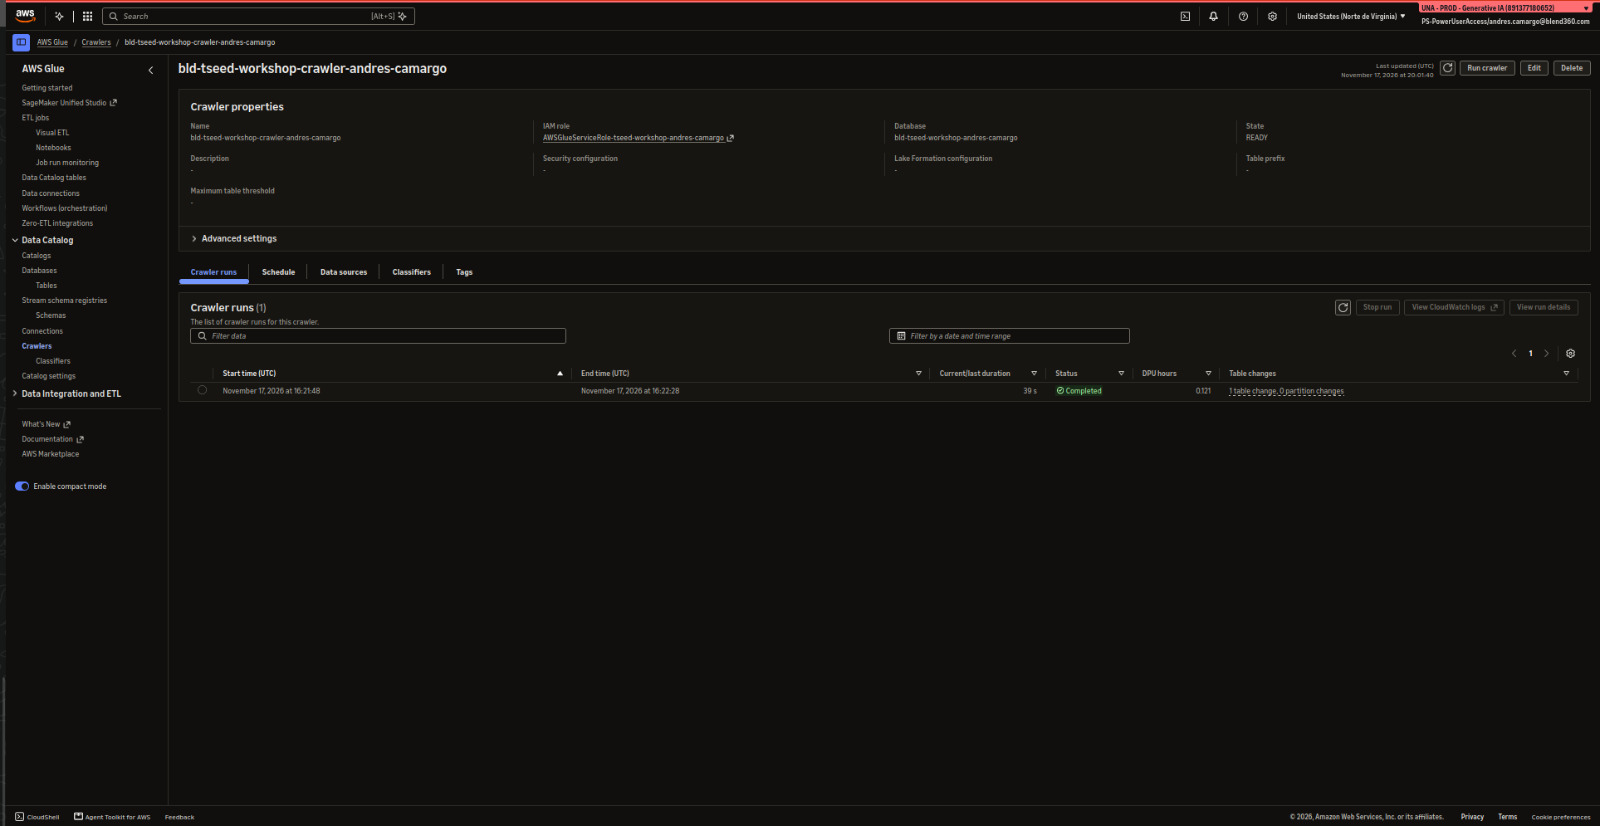 aws
Search
[Alt+S]
United States (Norte de Virginia)
UNA - PROD - Generative IA (091377180652)
PS-PowerUserAccess/andres.camargo@blend360.com
AWS Glue / Crawlers / bld-tseed-workshop-crawler-andres-camargo
AWS Glue
Getting started
SageMaker Unified Studio
ETL jobs
Visual ETL
Notebooks
Job run monitoring
Data Catalog tables
Data connections
Workflows (orchestration)
Zero-ETL integrations
Data Catalog
Catalogs
Databases
Tables
Stream schema registries
Schemas
Connections
Crawlers
Classifiers
Catalog settings
Data Integration and ETL
What's New
Documentation
AWS Marketplace
Enable compact mode
bld-tseed-workshop-crawler-andres-camargo
Last updated (UTC)
November 17, 2026 at 20:01:40
Run crawler
Edit
Delete
Crawler properties
Name
bld-tseed-workshop-crawler-andres-camargo
IAM role
AWSGlueServiceRole-tseed-workshop-andres-camargo
Database
bld-tseed-workshop-andres-camargo
State
READY
Description
-
Security configuration
-
Lake Formation configuration
-
Table prefix
-
Maximum table threshold
-
Advanced settings
Crawler runs
Schedule
Data sources
Classifiers
Tags
Crawler runs (1)
The list of crawler runs for this crawler.
Stop run
View CloudWatch logs
View run details
Filter data
Filter by a date and time range
1
Start time (UTC)
End time (UTC)
Current/last duration
Status
DPU hours
Table changes
November 17, 2026 at 16:21:48
November 17, 2026 at 16:22:28
39 s
Completed
0.121
1 table change, 0 partition changes
CloudShell
Agent Toolkit for AWS
Feedback
© 2026, Amazon Web Services, Inc. or its affiliates.
Privacy
Terms
Cookie preferences